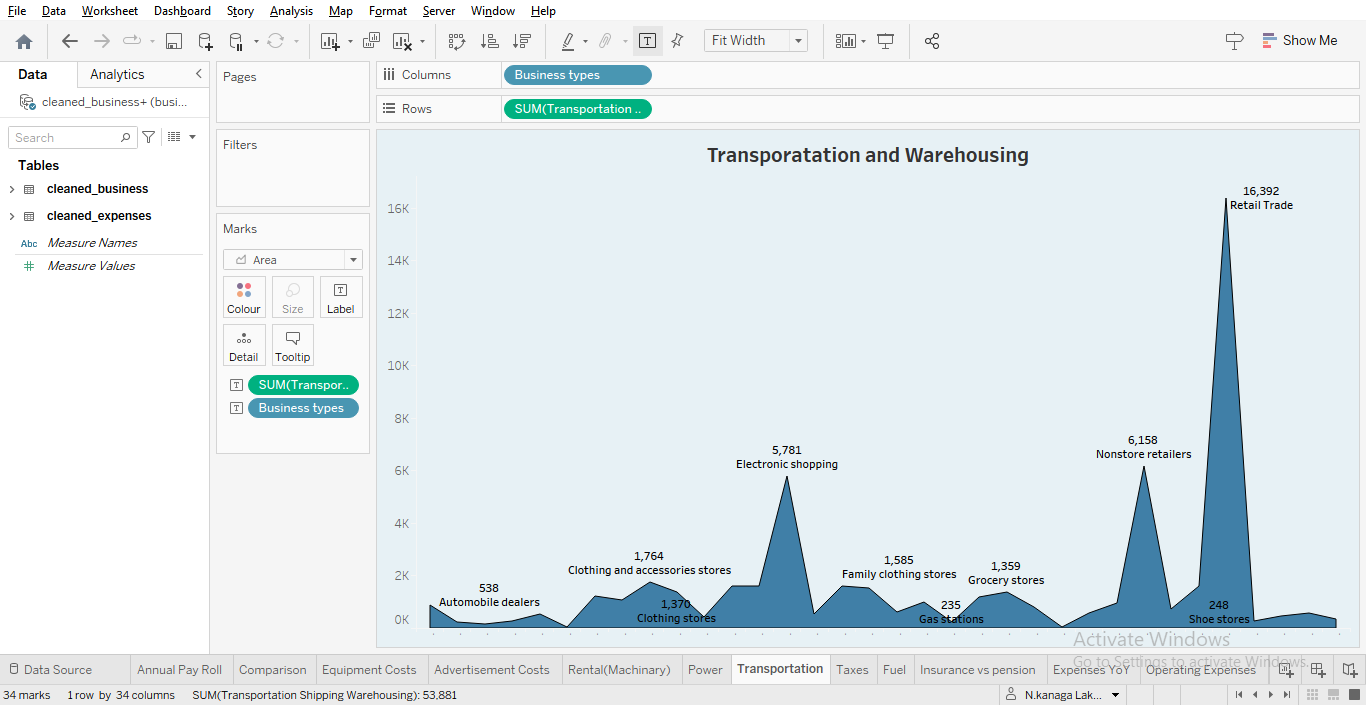 File Data Worksheet Dashboard Story Analysis Map Format Server Window Help
Fit Width
Show Me
Data Analytics
cleaned_business+ (busi...
Search
Tables
cleaned_business
cleaned_expenses
Abc Measure Names
# Measure Values
Pages
Filters
Marks
Area
Colour Size Label
Detail Tooltip
SUM(Transpor..
Business types
Columns Business types
Rows SUM(Transportation ..
Transporatation and Warehousing
16K
14K
12K
10K
8K
6K
4K
2K
0K
538
Automobile dealers
1,764
Clothing and accessories stores
1,370
Clothing stores
5,781
Electronic shopping
1,585
Family clothing stores
235
Gas stations
1,359
Grocery stores
6,158
Nonstore retailers
16,392
Retail Trade
248
Shoe stores
Activate Windows
Go to Settings to activate Windows.
Data Source Annual Pay Roll Comparison Equipment Costs Advertisement Costs Rental(Machinary) Power Transportation Taxes Fuel Insurance vs pension Expenses YoY Operating Expenses
34 marks 1 row by 34 columns SUM(Transportation Shipping Warehousing): 53,881
N.kanaga Lak...